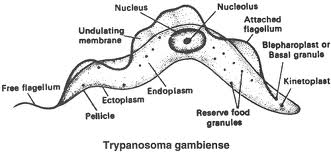 Nucleus
Nucleolus
Attached
flagellum
Undulating
membrane
Blepharoplast or
Basal granule
Kinetoplast
Free flagellum
Pellicle
Ectoplasm
Endoplasm
Reserve food
granules
Trypanosoma gambiense